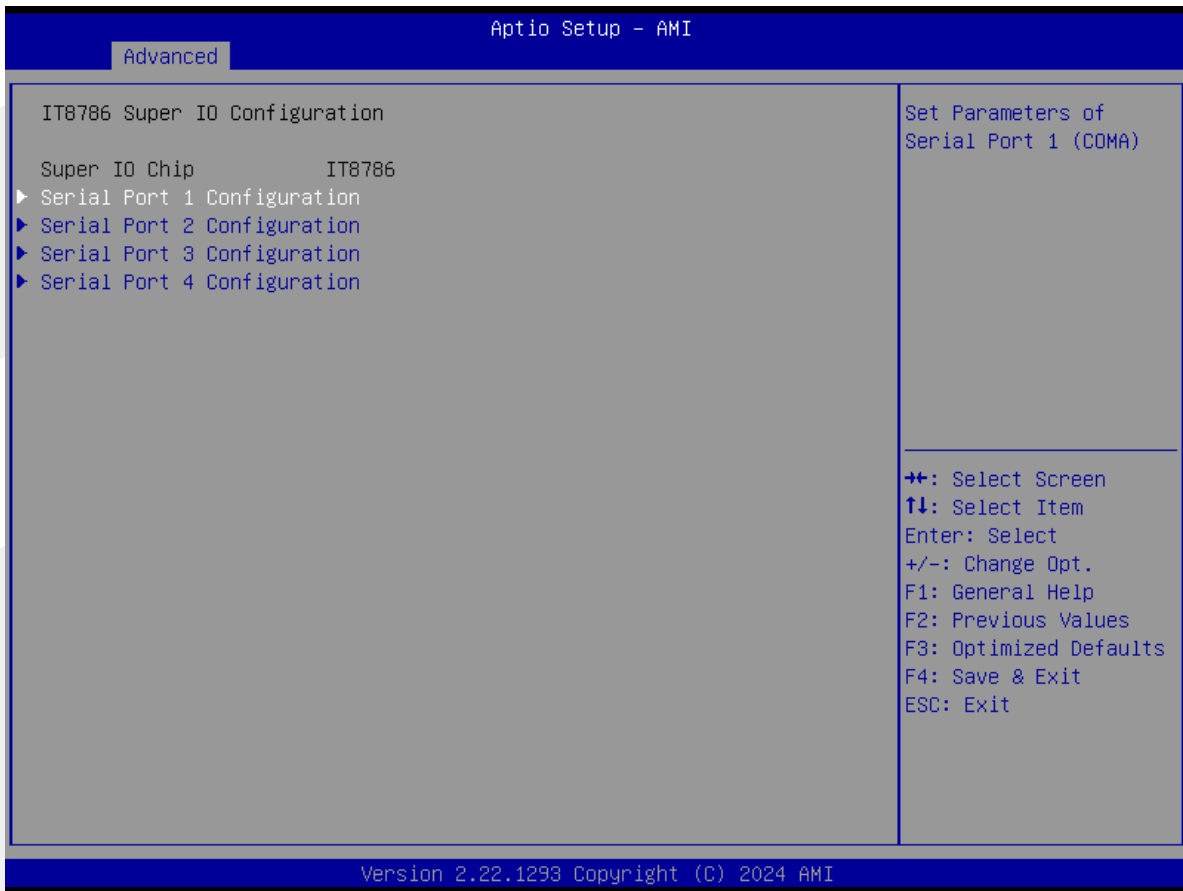 Aptio Setup – AMI
Advanced
IT8786 Super IO Configuration
Super IO Chip IT8786
▶ Serial Port 1 Configuration
▶ Serial Port 2 Configuration
▶ Serial Port 3 Configuration
▶ Serial Port 4 Configuration
Set Parameters of
Serial Port 1 (COMA)
→←: Select Screen
↑↓: Select Item
Enter: Select
+/-: Change Opt.
F1: General Help
F2: Previous Values
F3: Optimized Defaults
F4: Save & Exit
ESC: Exit
Version 2.22.1293 Copyright (C) 2024 AMI